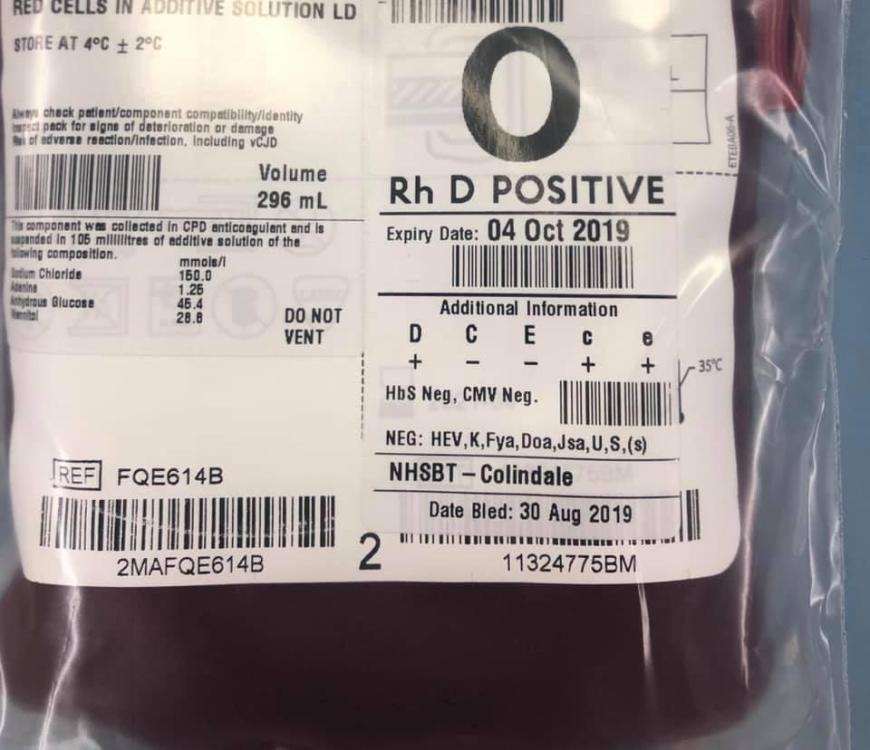 RED CELLS IN ADDITIVE SOLUTION LD
STORE AT 4ºC ± 2ºC
Always check patient/component compatibility/identity
Inspect pack for signs of deterioration or damage
Risk of adverse reaction/infection, including vCJD
Volume
296 mL
This component was collected in CPD anticoagulant and is
suspended in 105 millilitres of additive solution of the
following composition.
mmols/l
Sodium Chloride 150.0
Adenine 1.25
Anhydrous Glucose 45.4
Mannitol 28.8
DO NOT
VENT
REF FQE614B
2MAFQE614B
2
O
Rh D POSITIVE
Expiry Date: 04 Oct 2019
Additional Information
D C E c e
+ − − + +
HbS Neg, CMV Neg.
NEG: HEV,K,Fya,Doa,Jsa,U,S,(s)
NHSBT – Colindale
Date Bled: 30 Aug 2019
11324775BM
35ºC
ETEBA06-A